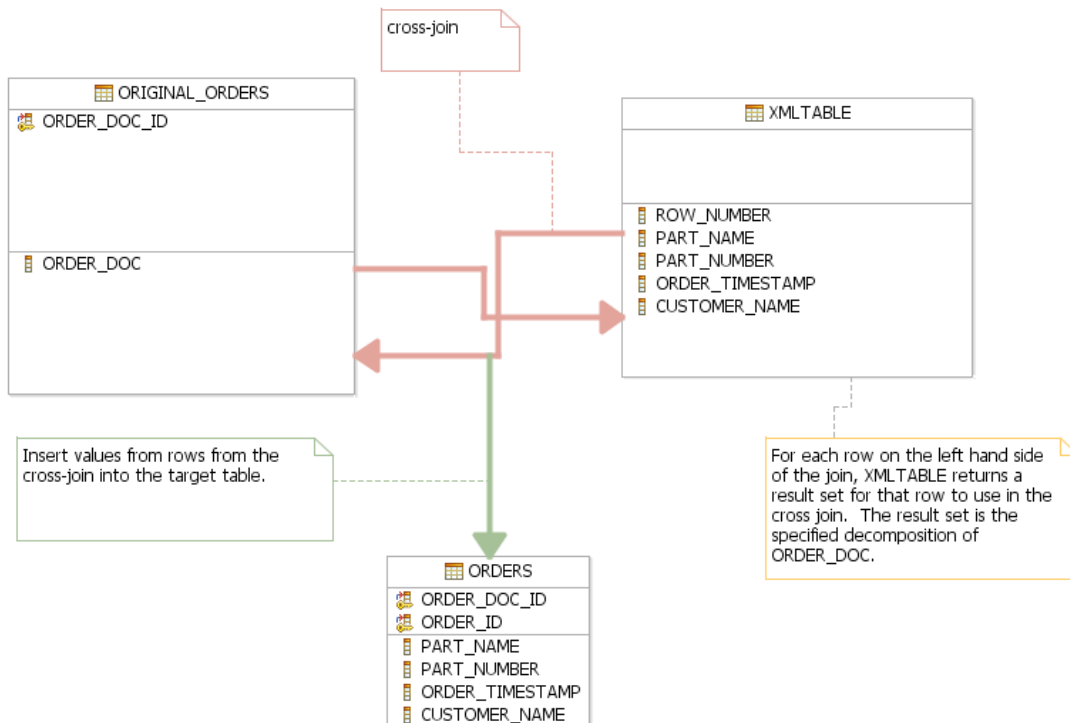 cross-join
ORIGINAL_ORDERS
ORDER_DOC_ID
ORDER_DOC
XMLTABLE
ROW_NUMBER
PART_NAME
PART_NUMBER
ORDER_TIMESTAMP
CUSTOMER_NAME
Insert values from rows from the
cross-join into the target table.
For each row on the left hand side
of the join, XMLTABLE returns a
result set for that row to use in the
cross join.  The result set is the
specified decomposition of
ORDER_DOC.
ORDERS
ORDER_DOC_ID
ORDER_ID
PART_NAME
PART_NUMBER
ORDER_TIMESTAMP
CUSTOMER_NAME